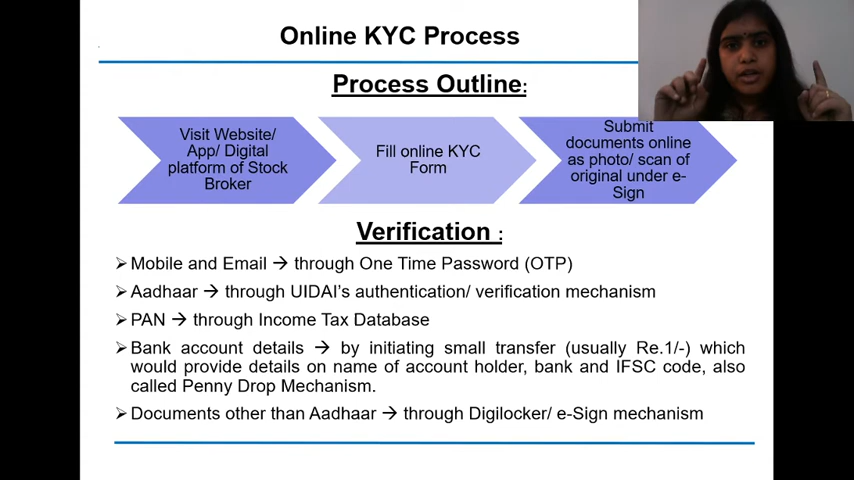 Online KYC Process
Process Outline:
Visit Website/
App/ Digital
platform of Stock
Broker
Fill online KYC
Form
Submit
documents online
as photo/ scan of
original under e-
Sign
Verification :
➢Mobile and Email → through One Time Password (OTP)
➢Aadhaar → through UIDAI's authentication/ verification mechanism
➢PAN → through Income Tax Database
➢Bank account details → by initiating small transfer (usually Re.1/-) which
would provide details on name of account holder, bank and IFSC code, also
called Penny Drop Mechanism.
➢Documents other than Aadhaar → through Digilocker/ e-Sign mechanism